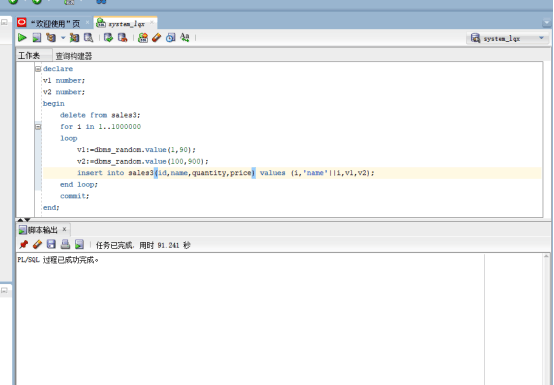 “欢迎使用”页
system_lqx
system_lqx
工作表
查询构建器
declare
v1 number;
v2 number;
begin
delete from sales3;
for i in 1..1000000
loop
v1:=dbms_random.value(1,90);
v2:=dbms_random.value(100,900);
insert into sales3(id,name,quantity,price) values (i,'name'||i,v1,v2);
end loop;
commit;
end;
脚本输出 ×
任务已完成, 用时 91.241 秒
PL/SQL 过程已成功完成。